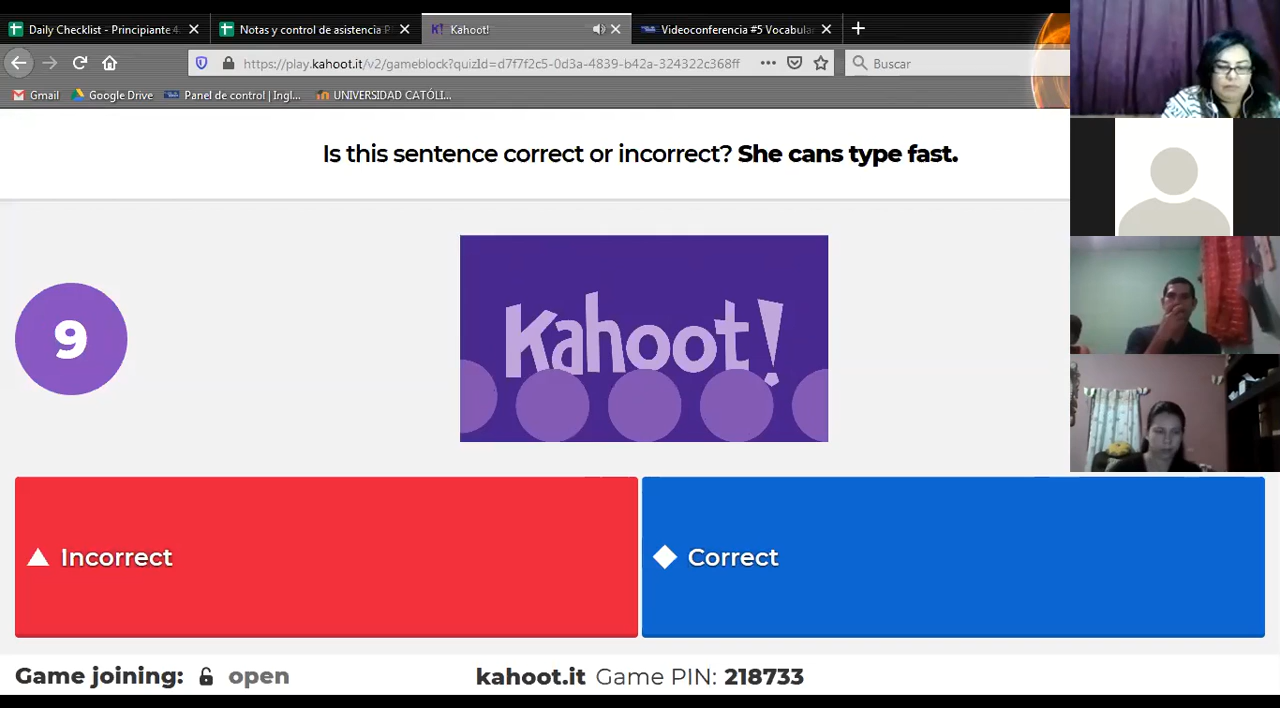 Daily Checklist - Principiante 4.
Notas y control de asistencia P
Kahoot!
Videoconferencia #5 Vocabula
https://play.kahoot.it/v2/gameblock?quizId=d7f7f2c5-0d3a-4839-b42a-324322c368ff
Buscar
Gmail
Google Drive
Panel de control | Ingl...
UNIVERSIDAD CATÓLI...
Is this sentence correct or incorrect? She cans type fast.
9
Kahoot!
Incorrect
Correct
Game joining: open
kahoot.it Game PIN: 218733